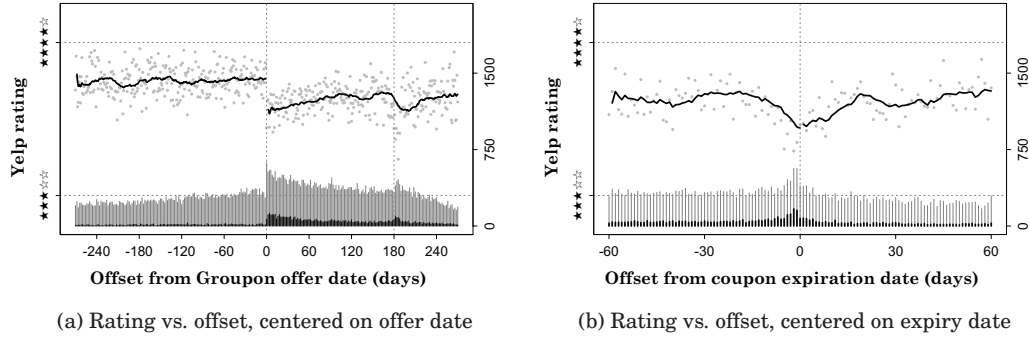 ★★★★☆
★★★☆☆
Yelp rating
1500
750
0
-240 -180 -120 -60 0 60 120 180 240
Offset from Groupon offer date (days)
(a) Rating vs. offset, centered on offer date
★★★★☆
★★★☆☆
Yelp rating
1500
750
0
-60 -30 0 30 60
Offset from coupon expiration date (days)
(b) Rating vs. offset, centered on expiry date